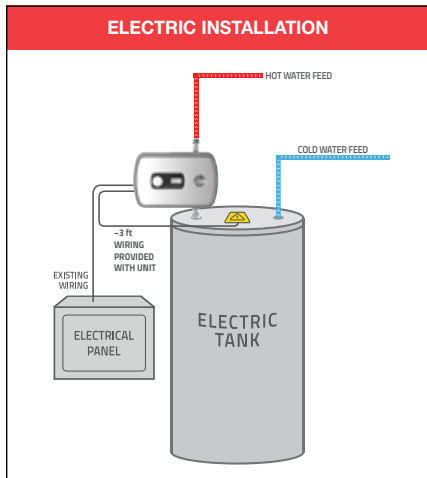 ELECTRIC INSTALLATION
HOT WATER FEED
COLD WATER FEED
~3 ft
WIRING
PROVIDED
WITH UNIT
EXISTING
WIRING
ELECTRICAL
PANEL
ELECTRIC
TANK